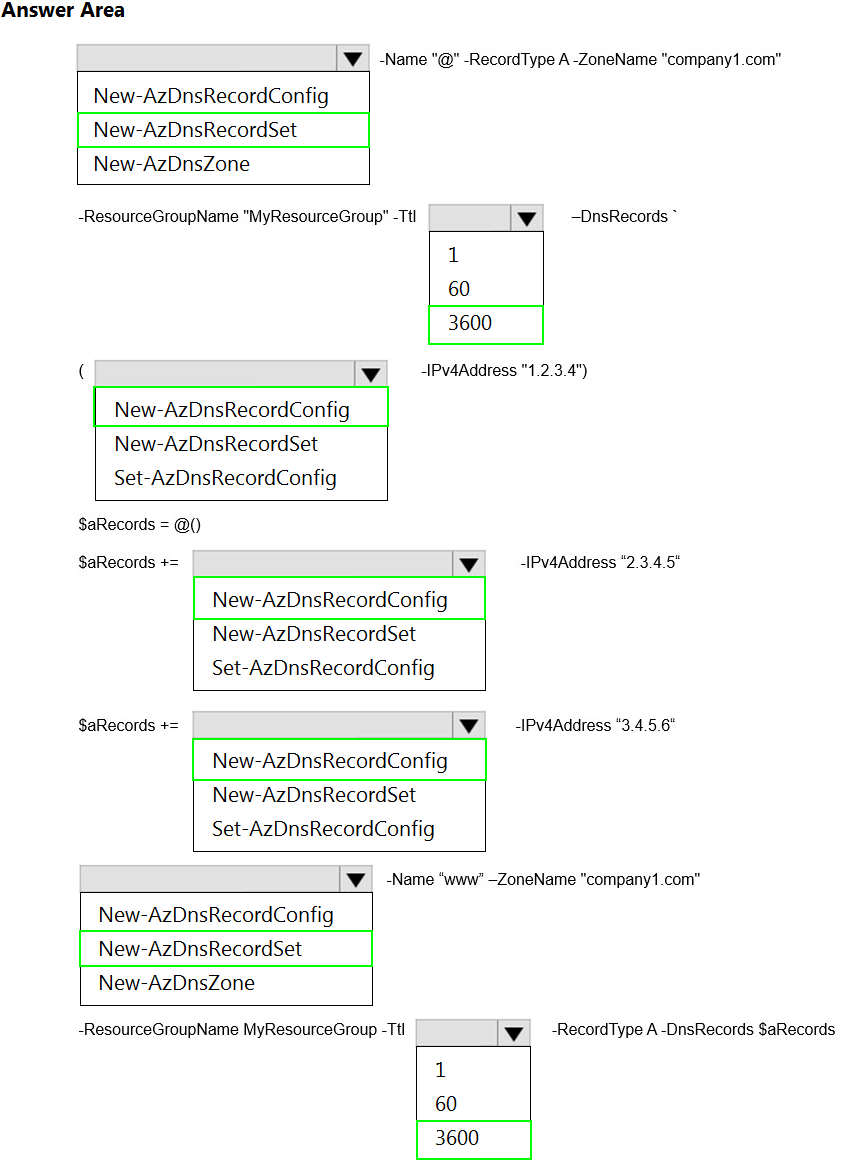 Answer Area
-Name "@" -RecordType A -ZoneName "company1.com"
New-AzDnsRecordConfig
New-AzDnsRecordSet
New-AzDnsZone
-ResourceGroupName "MyResourceGroup" -Ttl –DnsRecords `
1
60
3600
( -IPv4Address "1.2.3.4")
New-AzDnsRecordConfig
New-AzDnsRecordSet
Set-AzDnsRecordConfig
$aRecords = @()
$aRecords += -IPv4Address “2.3.4.5“
New-AzDnsRecordConfig
New-AzDnsRecordSet
Set-AzDnsRecordConfig
$aRecords += -IPv4Address “3.4.5.6“
New-AzDnsRecordConfig
New-AzDnsRecordSet
Set-AzDnsRecordConfig
-Name “www” –ZoneName "company1.com"
New-AzDnsRecordConfig
New-AzDnsRecordSet
New-AzDnsZone
-ResourceGroupName MyResourceGroup -Ttl -RecordType A -DnsRecords $aRecords
1
60
3600